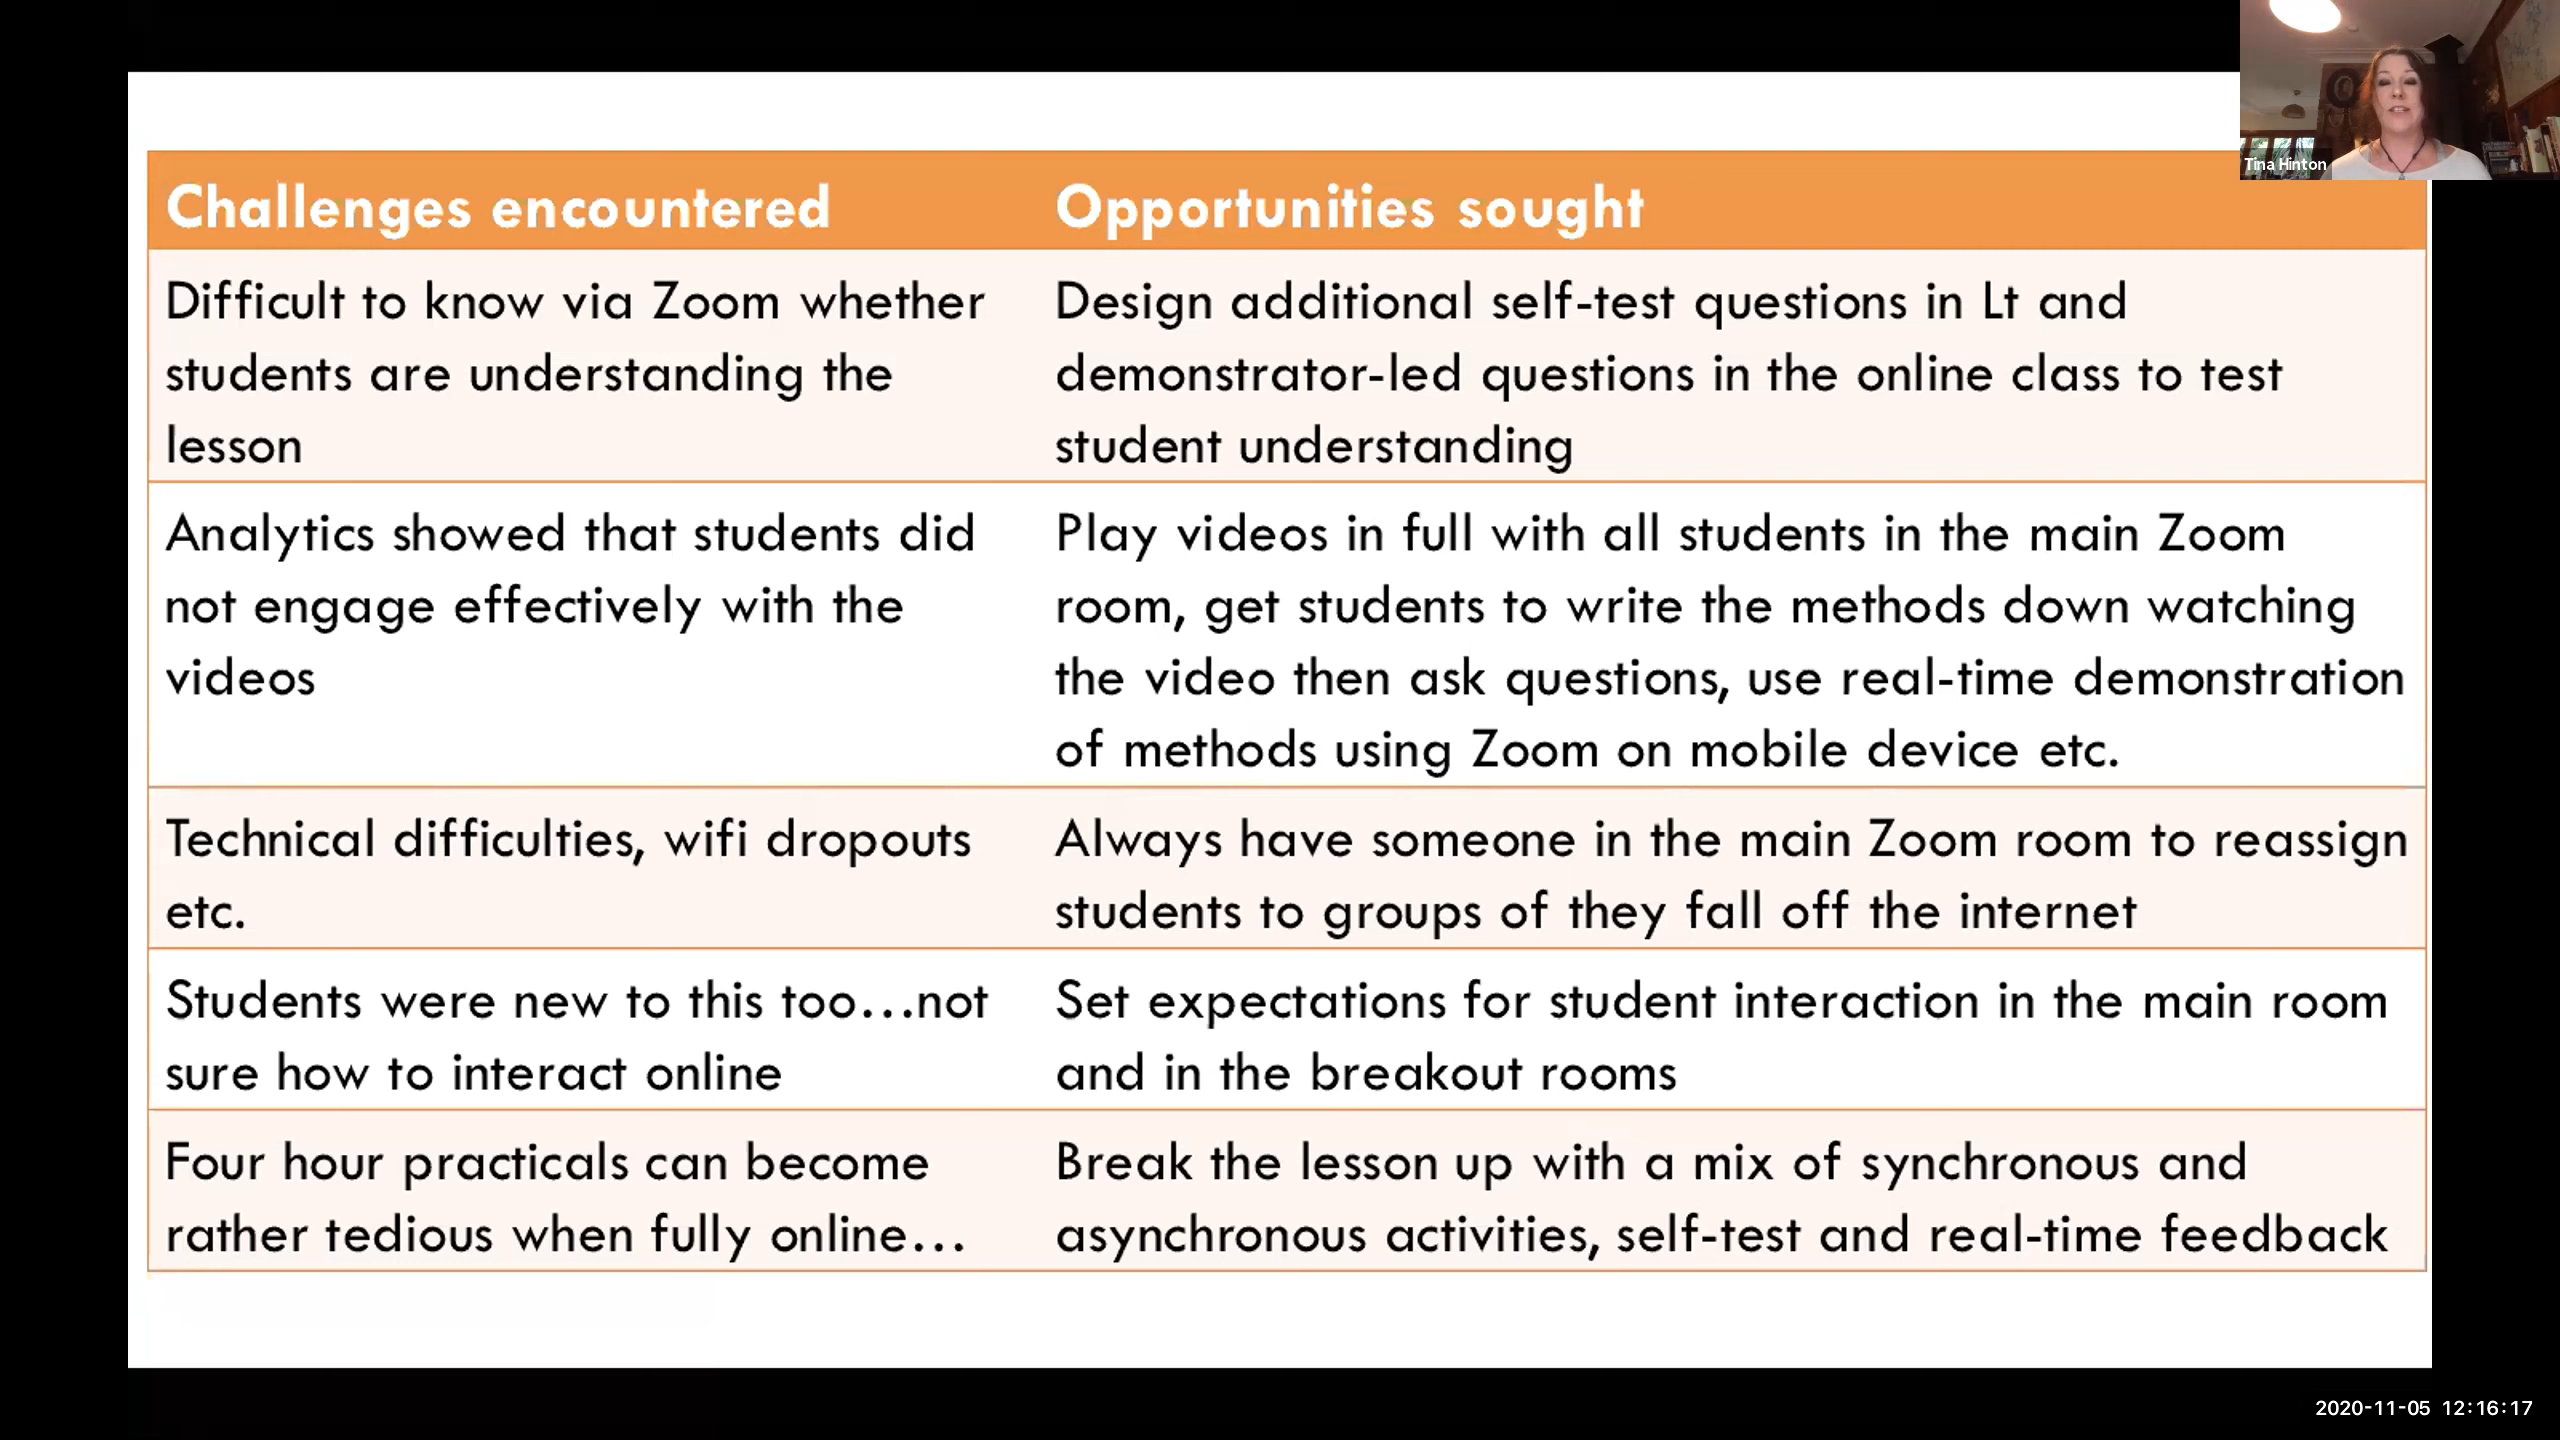 Tina Hinton
Challenges encountered
Opportunities sought
Difficult to know via Zoom whether
students are understanding the
lesson
Design additional self-test questions in Lt and
demonstrator-led questions in the online class to test
student understanding
Analytics showed that students did
not engage effectively with the
videos
Play videos in full with all students in the main Zoom
room, get students to write the methods down watching
the video then ask questions, use real-time demonstration
of methods using Zoom on mobile device etc.
Technical difficulties, wifi dropouts
etc.
Always have someone in the main Zoom room to reassign
students to groups of they fall off the internet
Students were new to this too…not
sure how to interact online
Set expectations for student interaction in the main room
and in the breakout rooms
Four hour practicals can become
rather tedious when fully online…
Break the lesson up with a mix of synchronous and
asynchronous activities, self-test and real-time feedback
2020-11-05 12:16:17